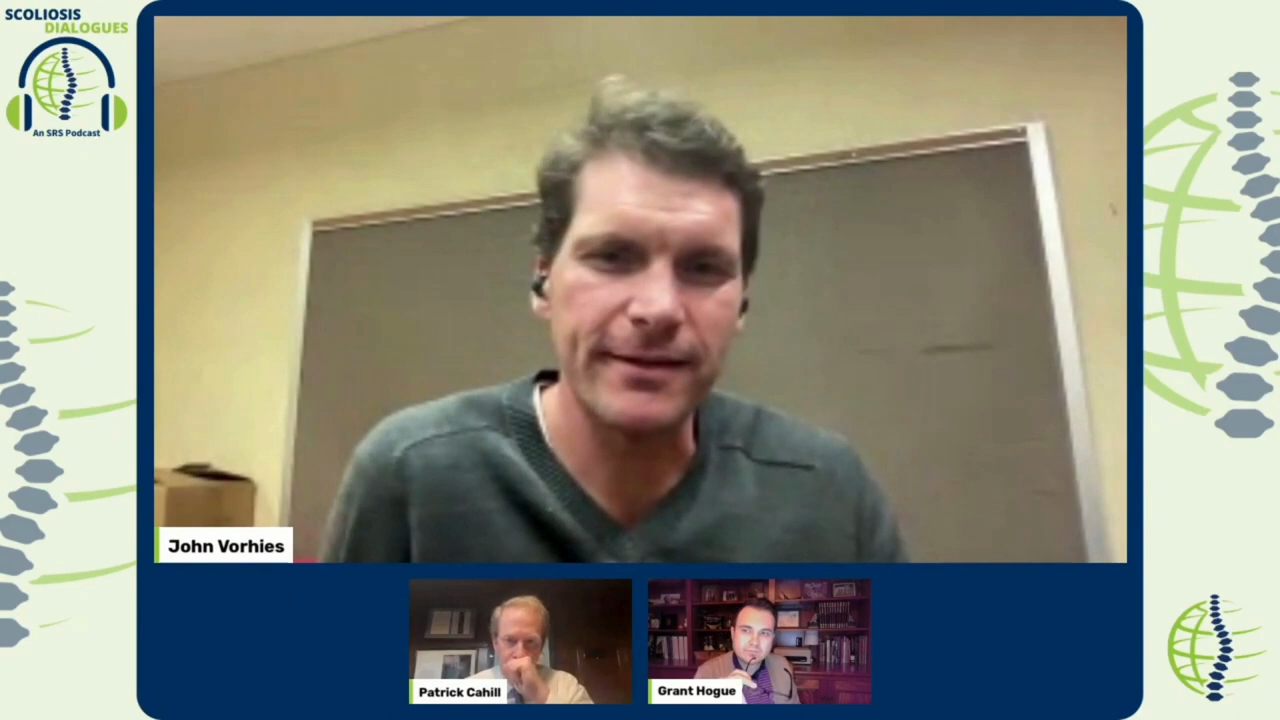 SCOLIOSIS
DIALOGUES
An SRS Podcast
John Vorhies
Patrick Cahill
Grant Hogue